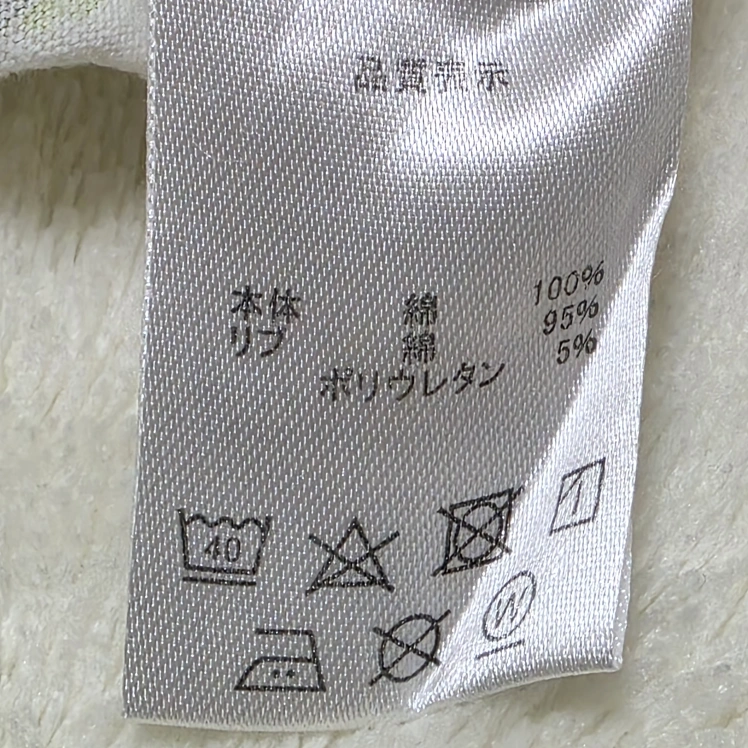 品質表示
本体 綿 100%
リブ 綿 95%
ポリウレタン 5%
40
W